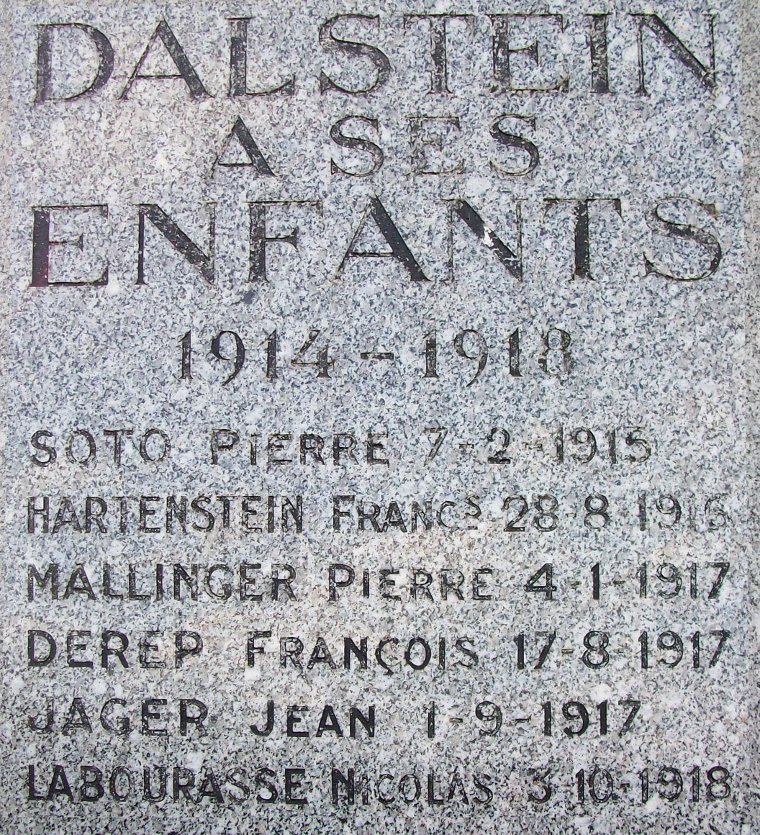 DALSTEIN
A SES
ENFANTS
1914 - 1918
SOTO PIERRE 7-2-1915
HARTENSTEIN FRANCS 28-8 1916
MALLINGER PIERRE 4-1-1917
DEREP FRANÇOIS 17-8-1917
JAGER JEAN 1-9-1917
LABOURASSE NICOLAS 3-10-1918